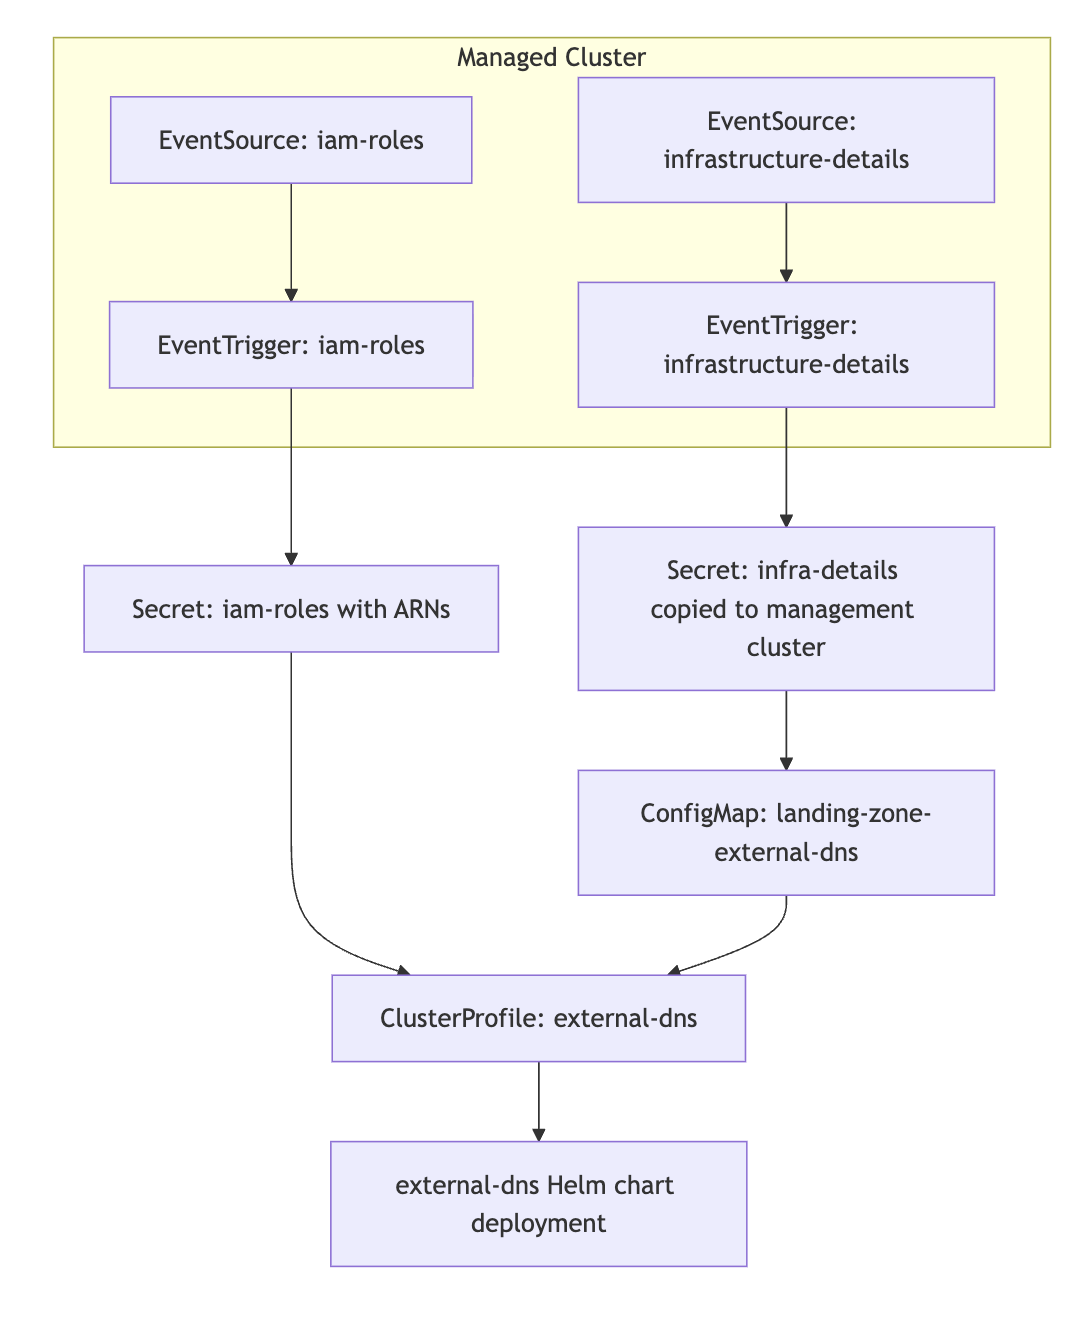 Managed Cluster
EventSource: iam-roles
EventSource:
infrastructure-details
EventTrigger: iam-roles
EventTrigger:
infrastructure-details
Secret: iam-roles with ARNs
Secret: infra-details
copied to management
cluster
ConfigMap: landing-zone-
external-dns
ClusterProfile: external-dns
external-dns Helm chart
deployment